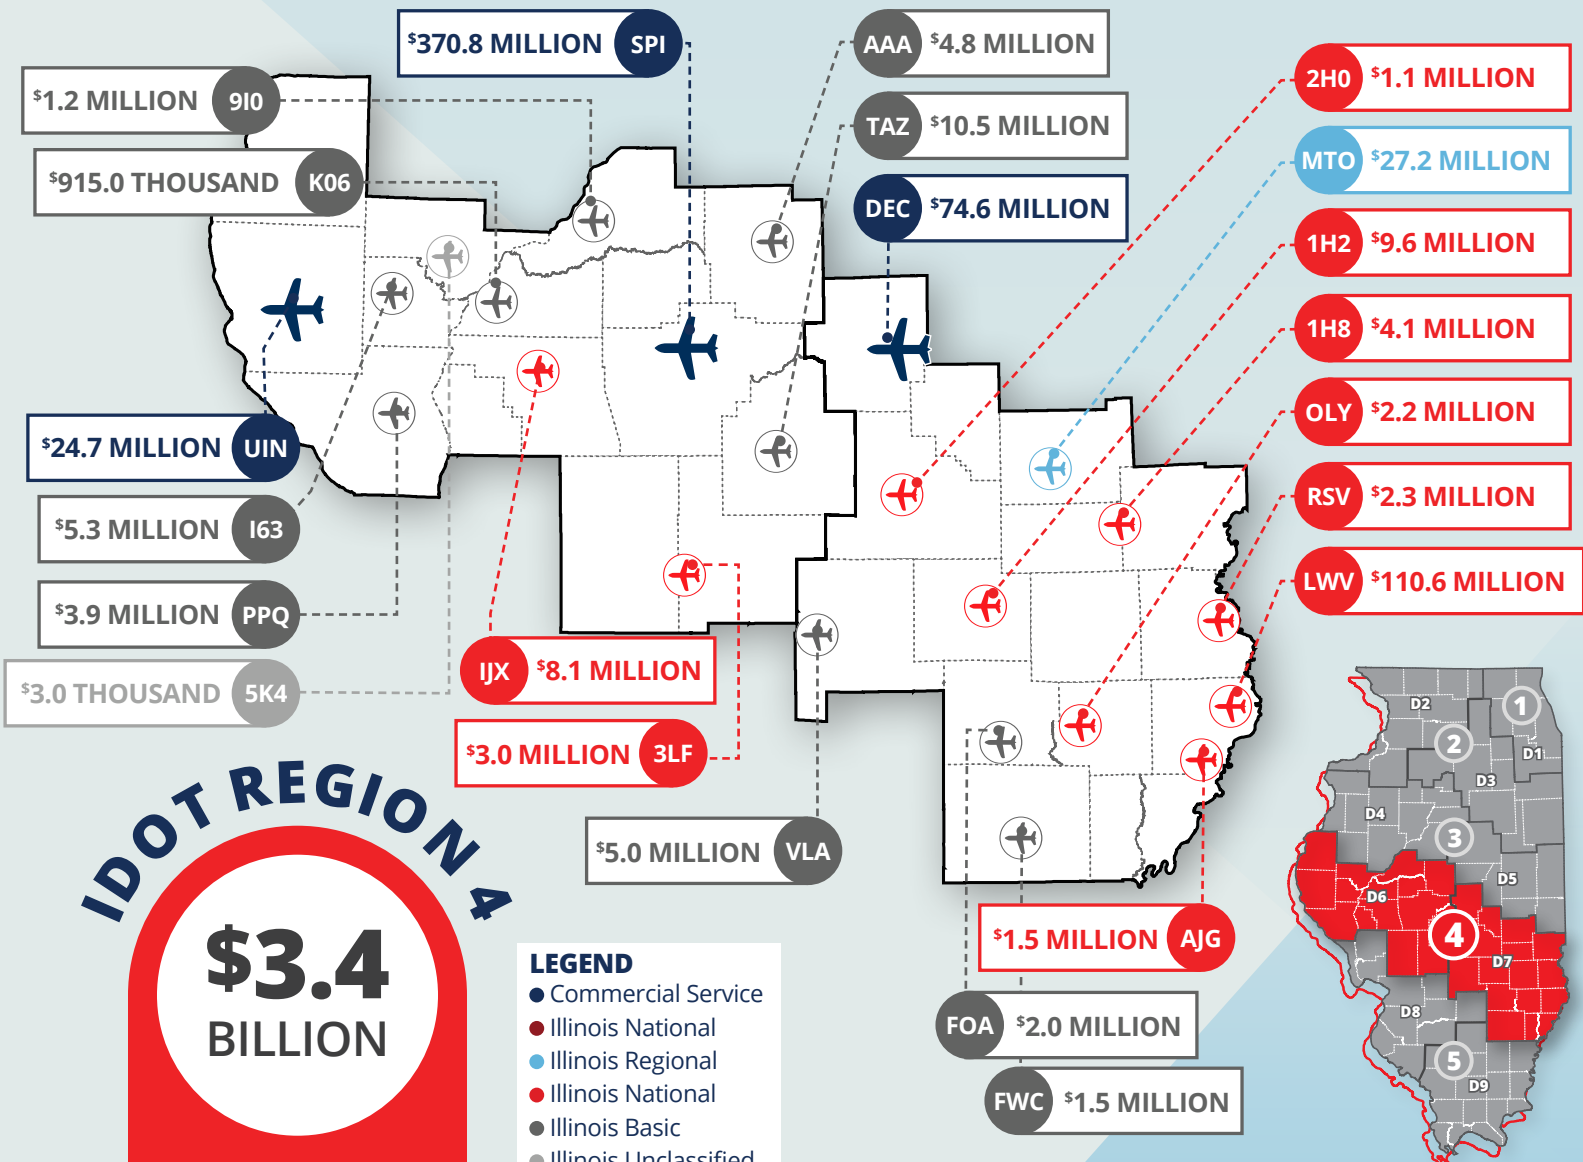 $370.8 MILLION SPI
AAA $4.8 MILLION
2H0 $1.1 MILLION
$1.2 MILLION 9I0
TAZ $10.5 MILLION
MTO $27.2 MILLION
$915.0 THOUSAND K06
DEC $74.6 MILLION
1H2 $9.6 MILLION
1H8 $4.1 MILLION
OLY $2.2 MILLION
$24.7 MILLION UIN
RSV $2.3 MILLION
$5.3 MILLION I63
LWV $110.6 MILLION
$3.9 MILLION PPQ
IJX $8.1 MILLION
$3.0 THOUSAND 5K4
$3.0 MILLION 3LF
$5.0 MILLION VLA
$1.5 MILLION AJG
FOA $2.0 MILLION
FWC $1.5 MILLION
IDOT REGION 4
$3.4
BILLION
LEGEND
Commercial Service
Illinois National
Illinois Regional
Illinois National
Illinois Basic
Illinois Unclassified
D2
1
2
D1
D3
D4
3
D5
D6
4
D7
D8
5
D9